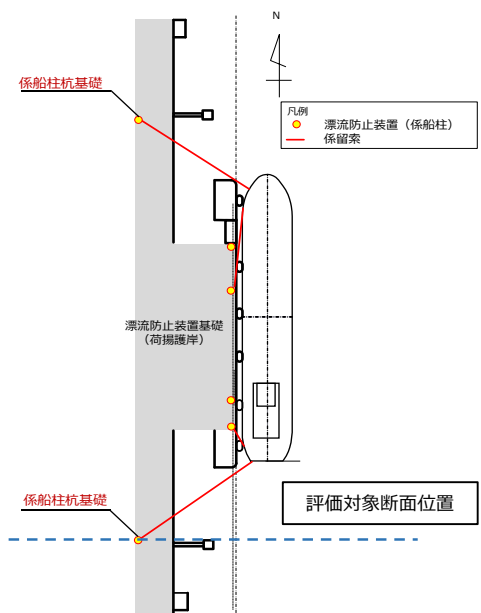 N
係船柱杭基礎
凡例
漂流防止装置（係船柱）
係留索
漂流防止装置基礎
（荷揚護岸）
係船柱杭基礎
評価対象断面位置